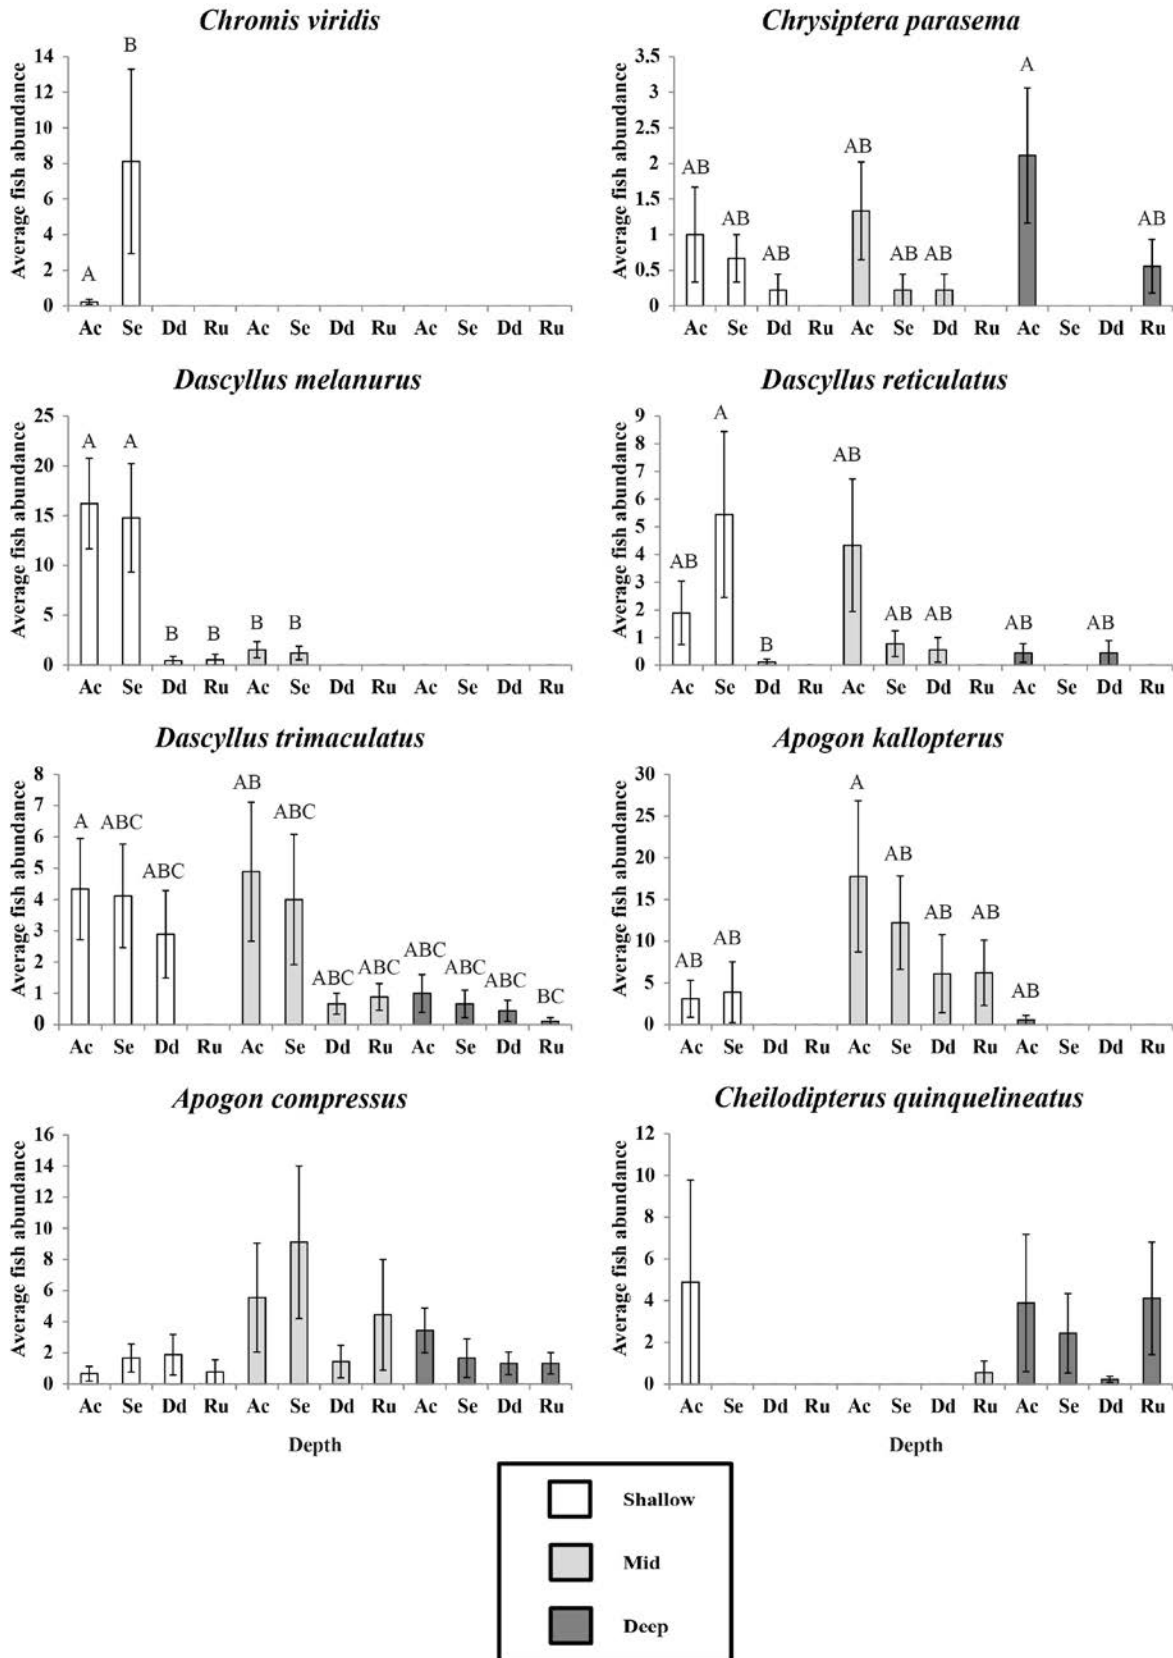 Chromis viridis
Average fish abundance
14
12
10
8
6
4
2
0
A
B
Ac Se Dd Ru Ac Se Dd Ru Ac Se Dd Ru
Chrysiptera parasema
Average fish abundance
3.5
3
2.5
2
1.5
1
0.5
0
AB AB AB AB AB AB A AB
Ac Se Dd Ru Ac Se Dd Ru Ac Se Dd Ru
Dascyllus melanurus
Average fish abundance
25
20
15
10
5
0
A A B B B B
Ac Se Dd Ru Ac Se Dd Ru Ac Se Dd Ru
Dascyllus reticulatus
Average fish abundance
9
8
7
6
5
4
3
2
1
0
AB A B AB AB AB AB AB
Ac Se Dd Ru Ac Se Dd Ru Ac Se Dd Ru
Dascyllus trimaculatus
Average fish abundance
8
7
6
5
4
3
2
1
0
A ABC ABC AB ABC ABC ABC ABC ABC ABC BC
Ac Se Dd Ru Ac Se Dd Ru Ac Se Dd Ru
Apogon kallopterus
Average fish abundance
30
25
20
15
10
5
0
AB AB A AB AB AB AB
Ac Se Dd Ru Ac Se Dd Ru Ac Se Dd Ru
Apogon compressus
Average fish abundance
16
14
12
10
8
6
4
2
0
Ac Se Dd Ru Ac Se Dd Ru Ac Se Dd Ru
Depth
Cheilodipterus quinquelineatus
Average fish abundance
12
10
8
6
4
2
0
Ac Se Dd Ru Ac Se Dd Ru Ac Se Dd Ru
Depth
Shallow
Mid
Deep